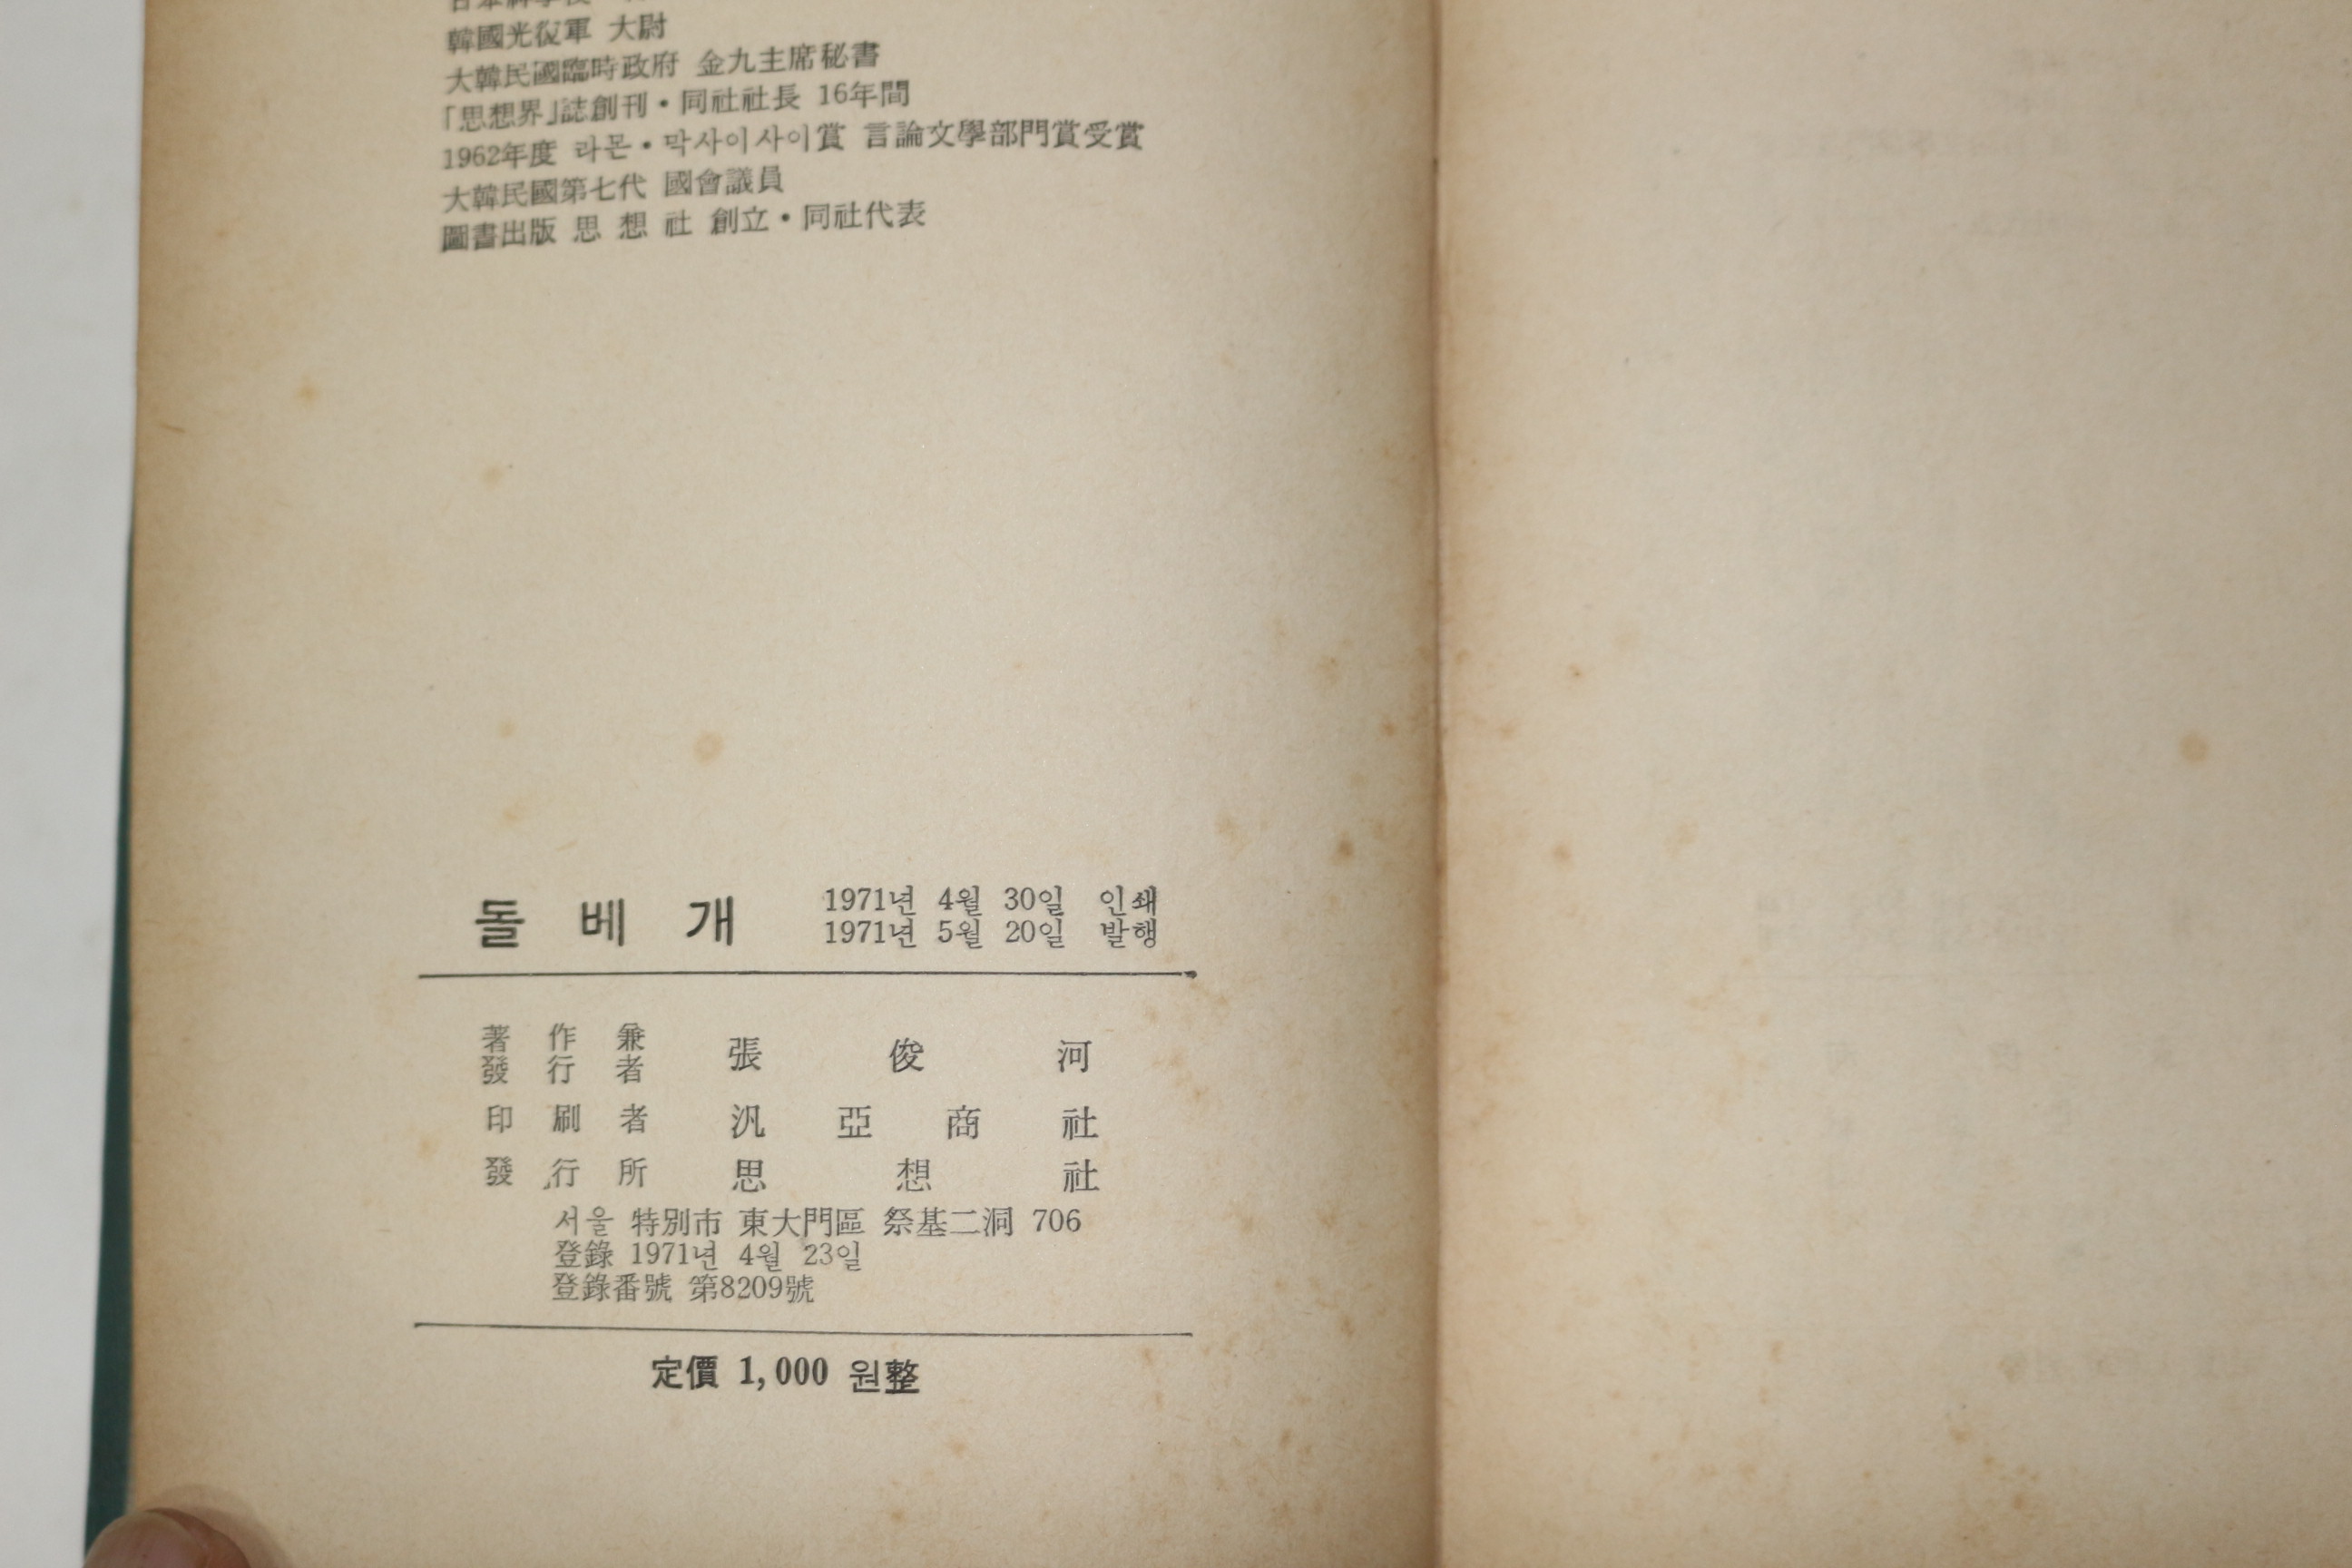 韓國光復軍 大尉
大韓民國臨時政府 金九主席秘書
「思想界」誌創刊・同社社長 16年間
1962年度 라몬・막사이사이賞 言論文學部門賞受賞
大韓民國第七代 國會議員
圖書出版 思 想 社 創立・同社代表
돌 베 개
1971년 4월 30일 인쇄
1971년 5월 20일 발행
著 作 兼
發 行 者 張 俊 河
印 刷 者 汎 亞 商 社
發 行 所 思 想 社
서울 特別市 東大門區 祭基二洞 706
登錄 1971년 4월 23일
登錄番號 第8209號
定價 1,000 원整